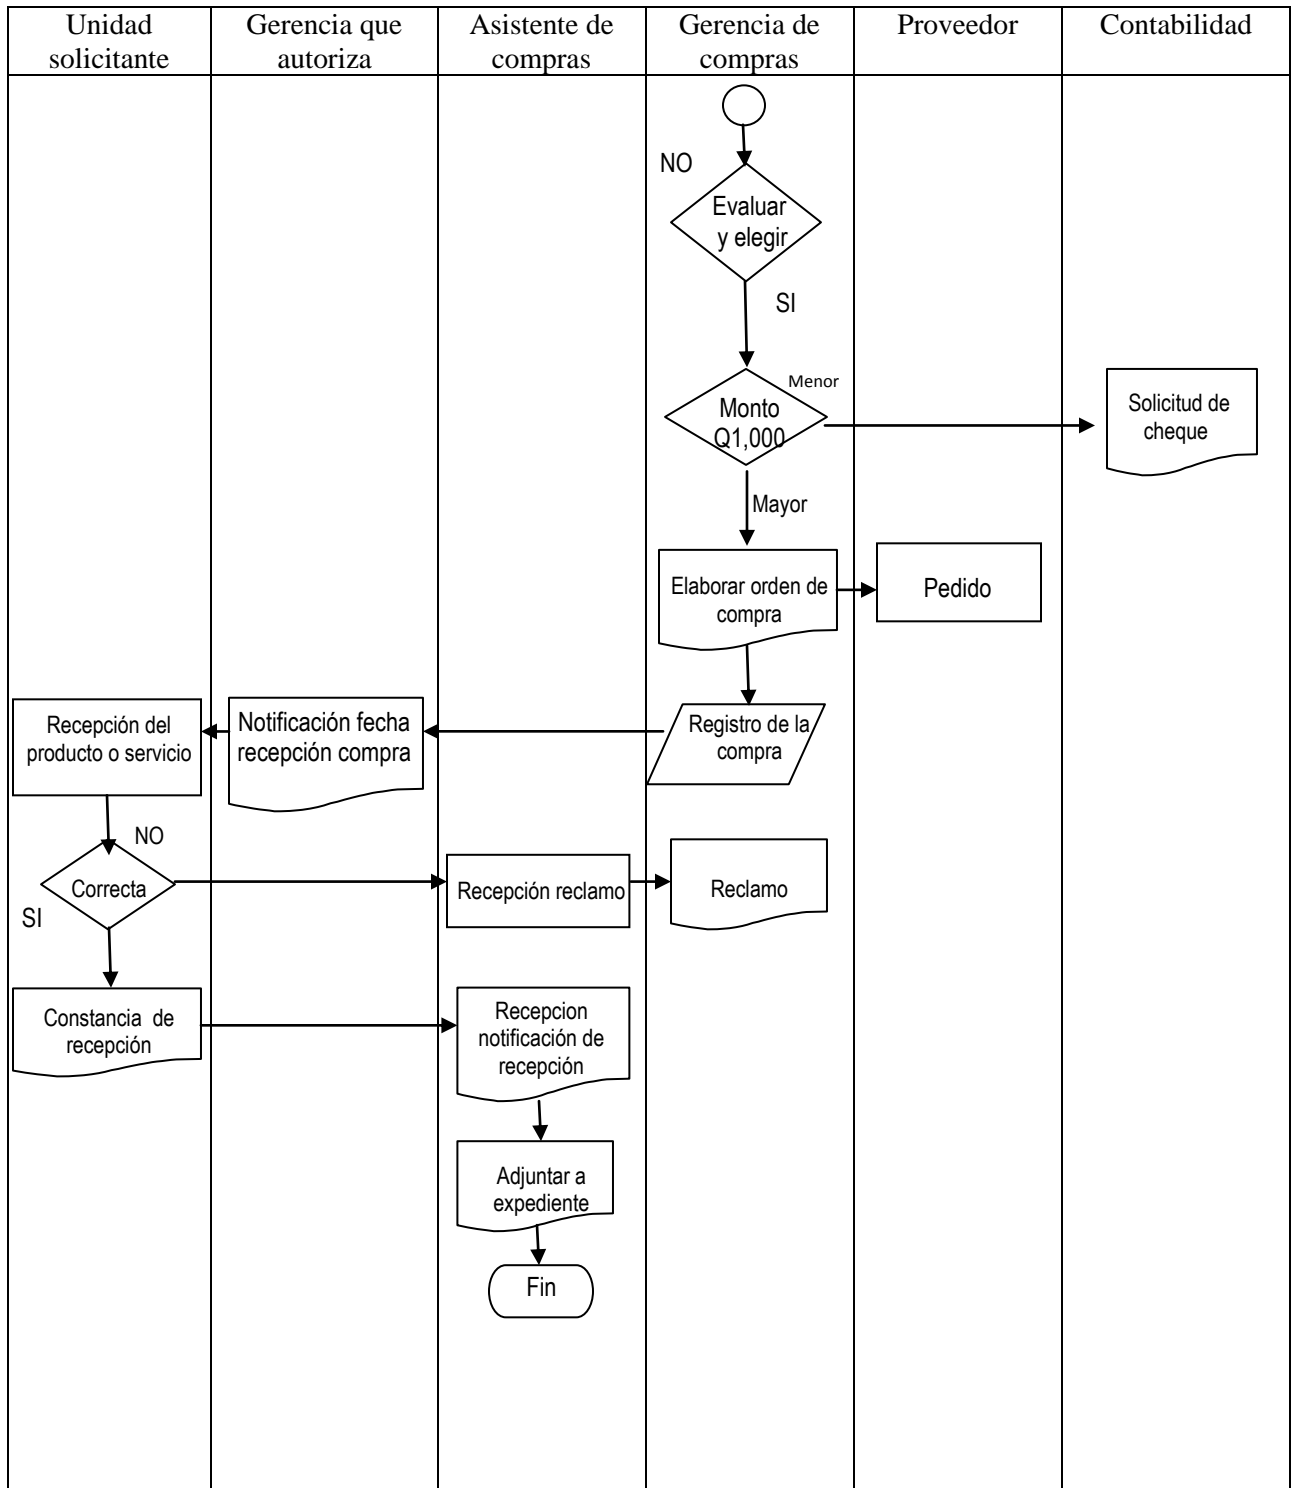 Unidad
solicitante
Gerencia que
autoriza
Asistente de
compras
Gerencia de
compras
Proveedor
Contabilidad
NO
Evaluar
y elegir
SI
Menor
Monto
Q1,000
Solicitud de
cheque
Mayor
Elaborar orden de
compra
Pedido
Recepción del
producto o servicio
Notificación fecha
recepción compra
Registro de la
compra
NO
Correcta
SI
Recepción reclamo
Reclamo
Constancia de
recepción
Recepcion
notificación de
recepción
Adjuntar a
expediente
Fin